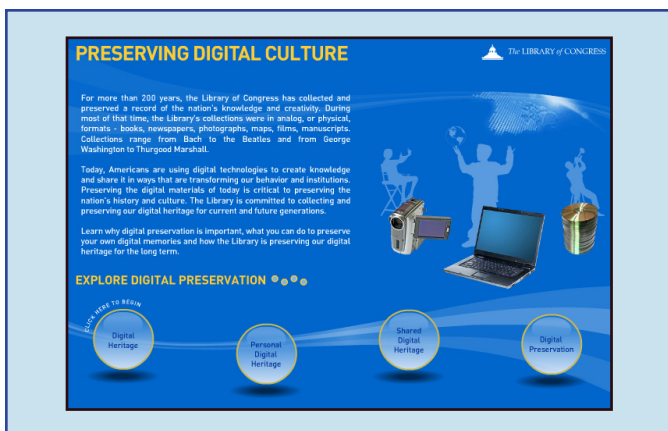 PRESERVING DIGITAL CULTURE
The LIBRARY of CONGRESS
For more than 200 years, the Library of Congress has collected and
preserved a record of the nation's knowledge and creativity. During
most of that time, the Library's collections were in analog, or physical,
formats - books, newspapers, photographs, maps, films, manuscripts.
Collections range from Bach to the Beatles and from George
Washington to Thurgood Marshall.
Today, Americans are using digital technologies to create knowledge
and share it in ways that are transforming our behavior and institutions.
Preserving the digital materials of today is critical to preserving the
nation's history and culture. The Library is committed to collecting and
preserving our digital heritage for current and future generations.
Learn why digital preservation is important, what you can do to preserve
your own digital memories and how the Library is preserving our digital
heritage for the long term.
EXPLORE DIGITAL PRESERVATION
CLICK HERE TO BEGIN
Digital
Heritage
Personal
Digital
Heritage
Shared
Digital
Heritage
Digital
Preservation